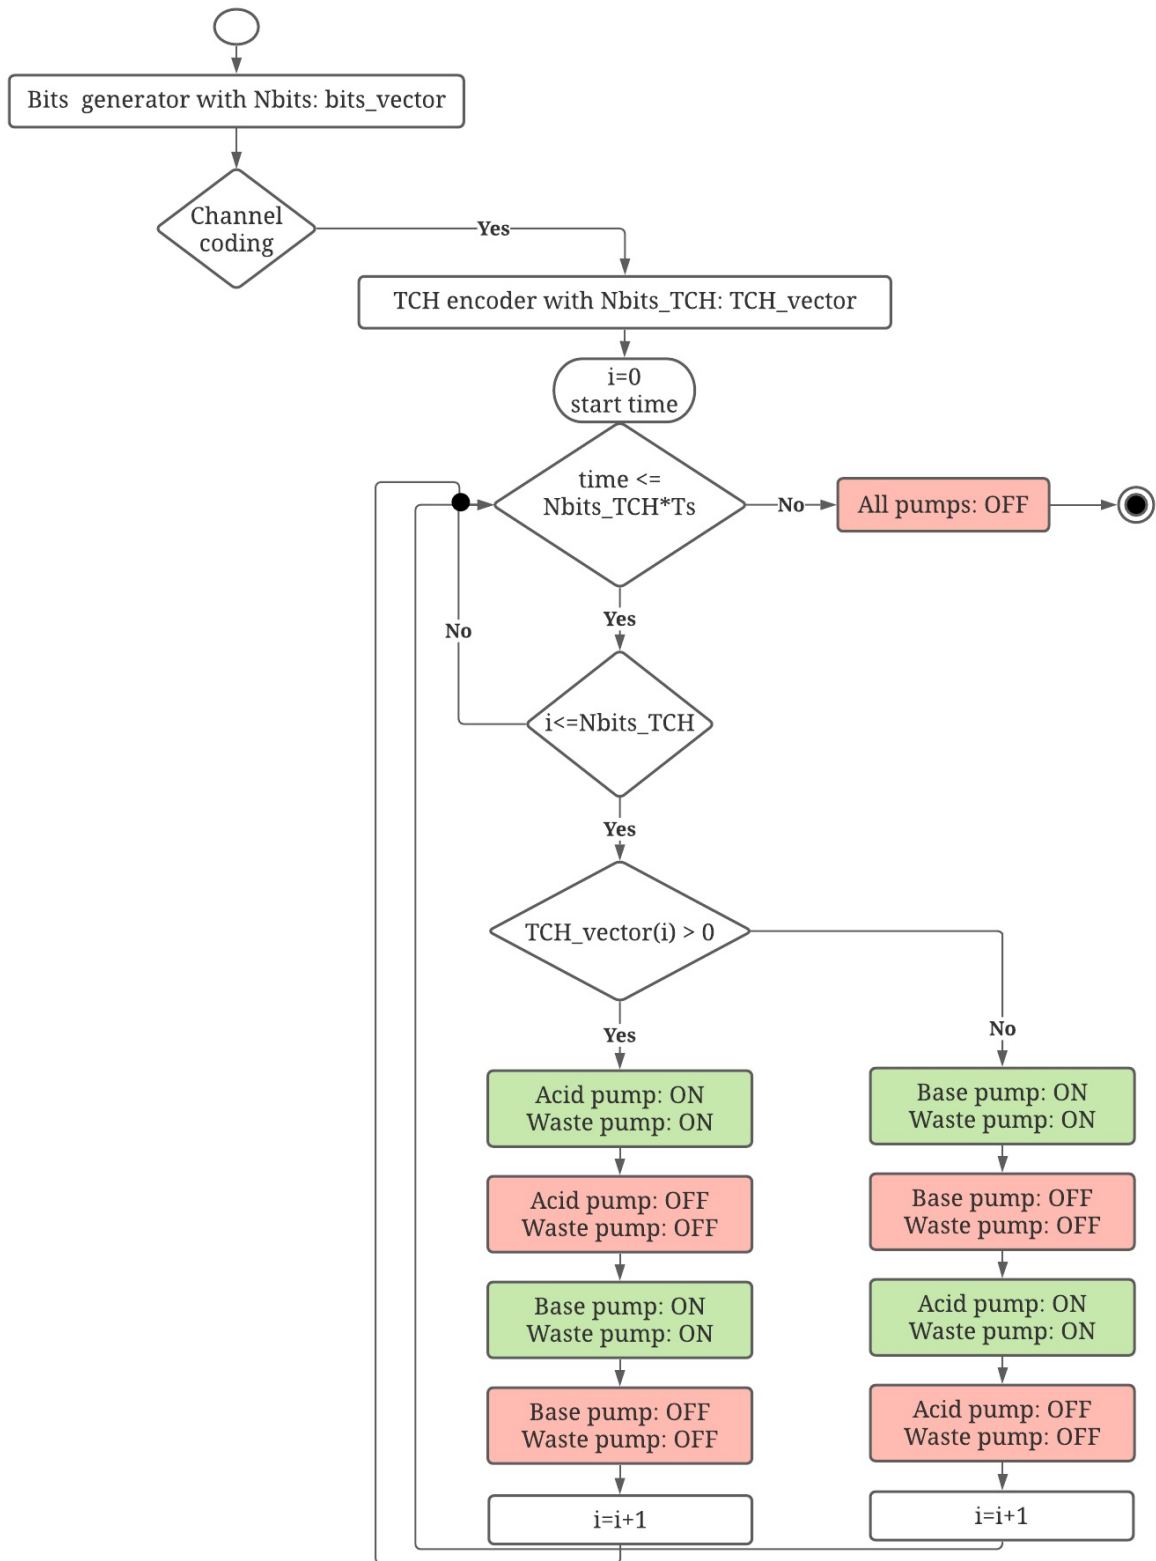 Bits generator with Nbits: bits_vector
Channel
coding
Yes
TCH encoder with Nbits_TCH: TCH_vector
i=0
start time
time <=
Nbits_TCH*Ts
No
All pumps: OFF
Yes
No
i<=Nbits_TCH
Yes
TCH_vector(i) > 0
Yes
No
Acid pump: ON
Waste pump: ON
Acid pump: OFF
Waste pump: OFF
Base pump: ON
Waste pump: ON
Base pump: OFF
Waste pump: OFF
i=i+1
Base pump: ON
Waste pump: ON
Base pump: OFF
Waste pump: OFF
Acid pump: ON
Waste pump: ON
Acid pump: OFF
Waste pump: OFF
i=i+1